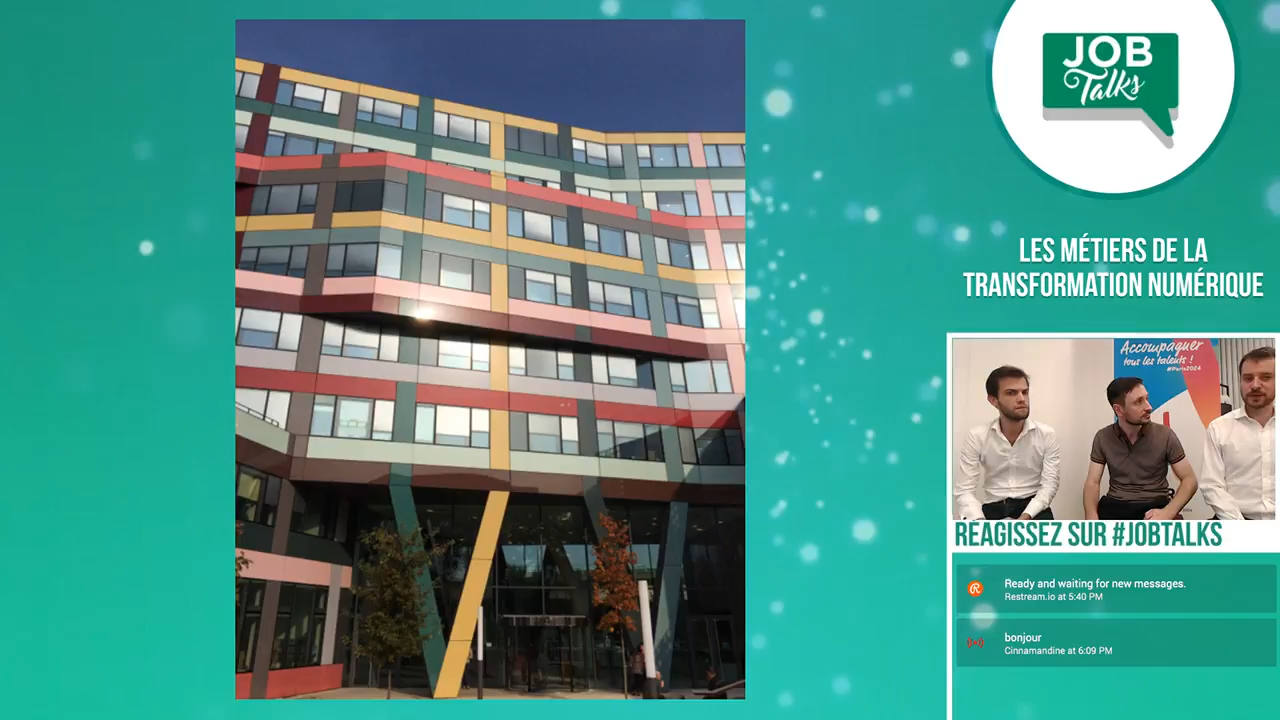 JOB
Talks
LES MÉTIERS DE LA
TRANSFORMATION NUMÉRIQUE
Accompagner
tous les talents !
#Paris2024
RÉAGISSEZ SUR #JOBTALKS
Ready and waiting for new messages.
Restream.io at 5:40 PM
bonjour
Cinnamandine at 6:09 PM